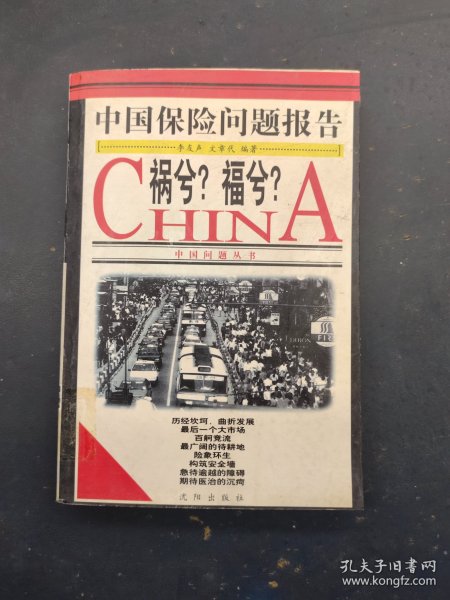 中国保险问题报告
李友声 文章代 编著
祸兮？福兮？
CHINA
中国问题丛书
历经坎坷，曲折发展
最后一个大市场
百舸竞流
最广阔的待耕地
险象环生
构筑安全墙
急待逾越的障碍
期待医治的沉疴
沈阳出版社
孔夫子旧书网
www.kongfz.com